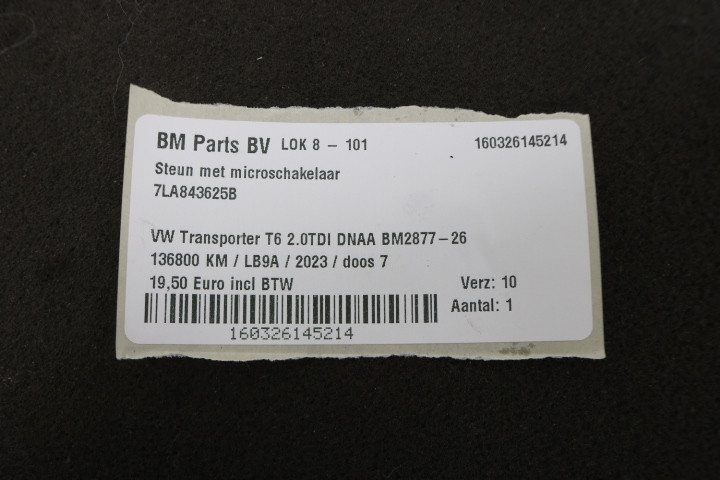 BM Parts BV LOK 8 - 101 160326145214
Steun met microschakelaar
7LA843625B
VW Transporter T6 2.0TDI DNAA BM2877-26
136800 KM / LB9A / 2023 / doos 7
19,50 Euro incl BTW Verz: 10
Aantal: 1
160326145214